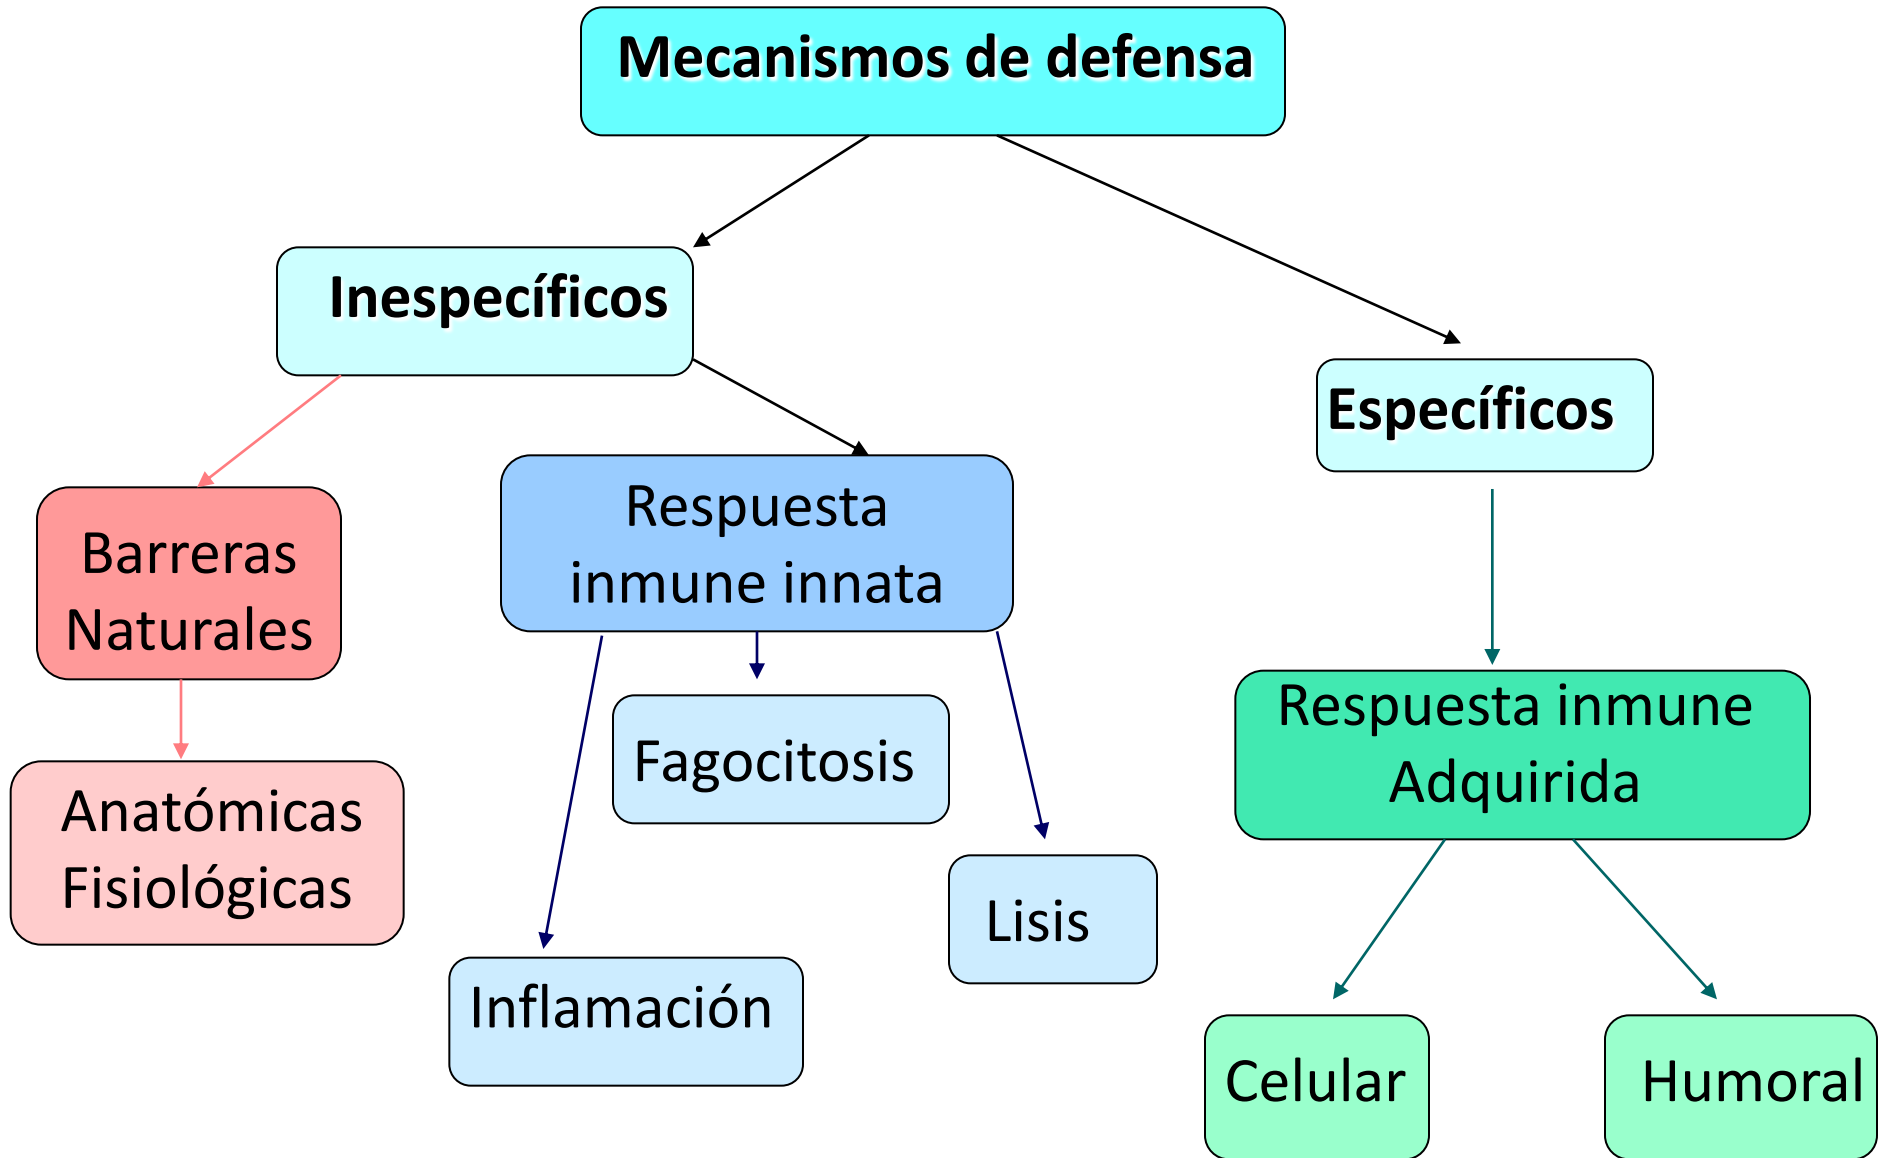 Mecanismos de defensa
Inespecíficos
Específicos
Barreras
Naturales
Respuesta
inmune innata
Respuesta inmune
Adquirida
Anatómicas
Fisiológicas
Fagocitosis
Lisis
Inflamación
Celular
Humoral